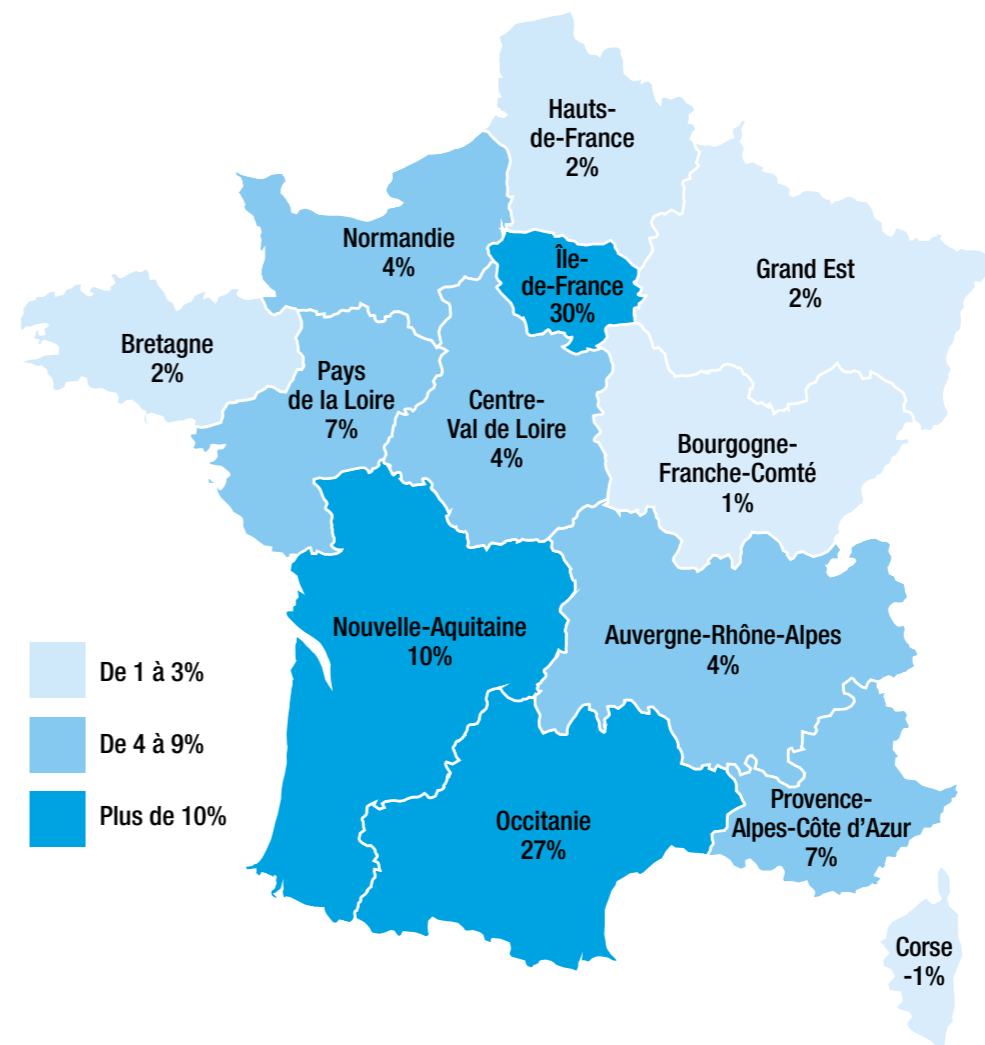 Hauts-
de-France
2%
Normandie
4%
Île-
de-France
30%
Grand Est
2%
Bretagne
2%
Pays
de la Loire
7%
Centre-
Val de Loire
4%
Bourgogne-
Franche-Comté
1%
Nouvelle-Aquitaine
10%
Auvergne-Rhône-Alpes
4%
Occitanie
27%
Provence-
Alpes-Côte d’Azur
7%
Corse
-1%
De 1 à 3%
De 4 à 9%
Plus de 10%